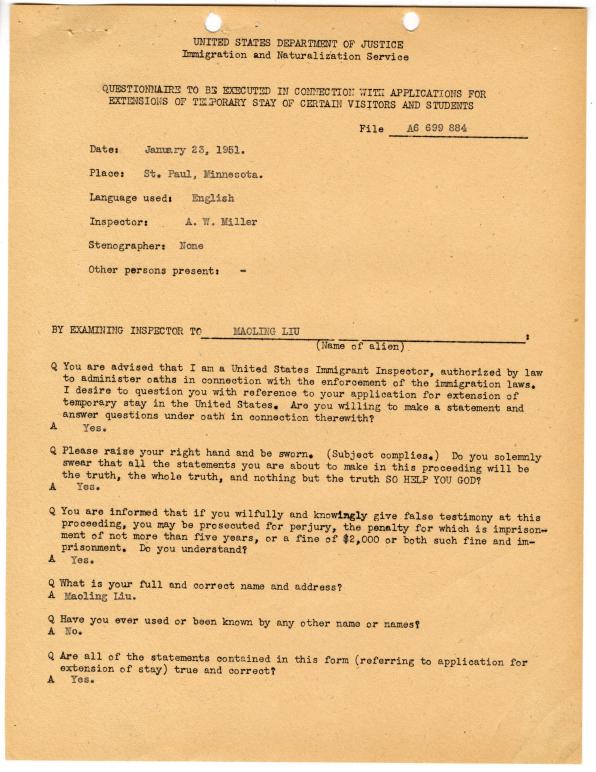 UNITED STATES DEPARTMENT OF JUSTICE
Immigration and Naturalization Service
QUESTIONNAIRE TO BE EXECUTED IN CONNECTION WITH APPLICATIONS FOR
EXTENSIONS OF TEMPORARY STAY OF CERTAIN VISITORS AND STUDENTS
File A6 699 884
Date: January 23, 1951.
Place: St. Paul, Minnesota.
Language used: English
Inspector: A. W. Miller
Stenographer: None
Other persons present: -
BY EXAMINING INSPECTOR TO MAOLING LIU :
(Name of alien)
Q You are advised that I am a United States Immigrant Inspector, authorized by law
to administer oaths in connection with the enforcement of the immigration laws.
I desire to question you with reference to your application for extension of
temporary stay in the United States. Are you willing to make a statement and
answer questions under oath in connection therewith?
A Yes.
Q Please raise your right hand and be sworn. (Subject complies.) Do you solemnly
swear that all the statements you are about to make in this proceeding will be
the truth, the whole truth, and nothing but the truth SO HELP YOU GOD?
A Yes.
Q You are informed that if you wilfully and knowingly give false testimony at this
proceeding, you may be prosecuted for perjury, the penalty for which is imprison-
ment of not more than five years, or a fine of $2,000 or both such fine and im-
prisonment. Do you understand?
A Yes.
Q What is your full and correct name and address?
A Maoling Liu.
Q Have you ever used or been known by any other name or names?
A No.
Q Are all of the statements contained in this form (referring to application for
extension of stay) true and correct?
A Yes.